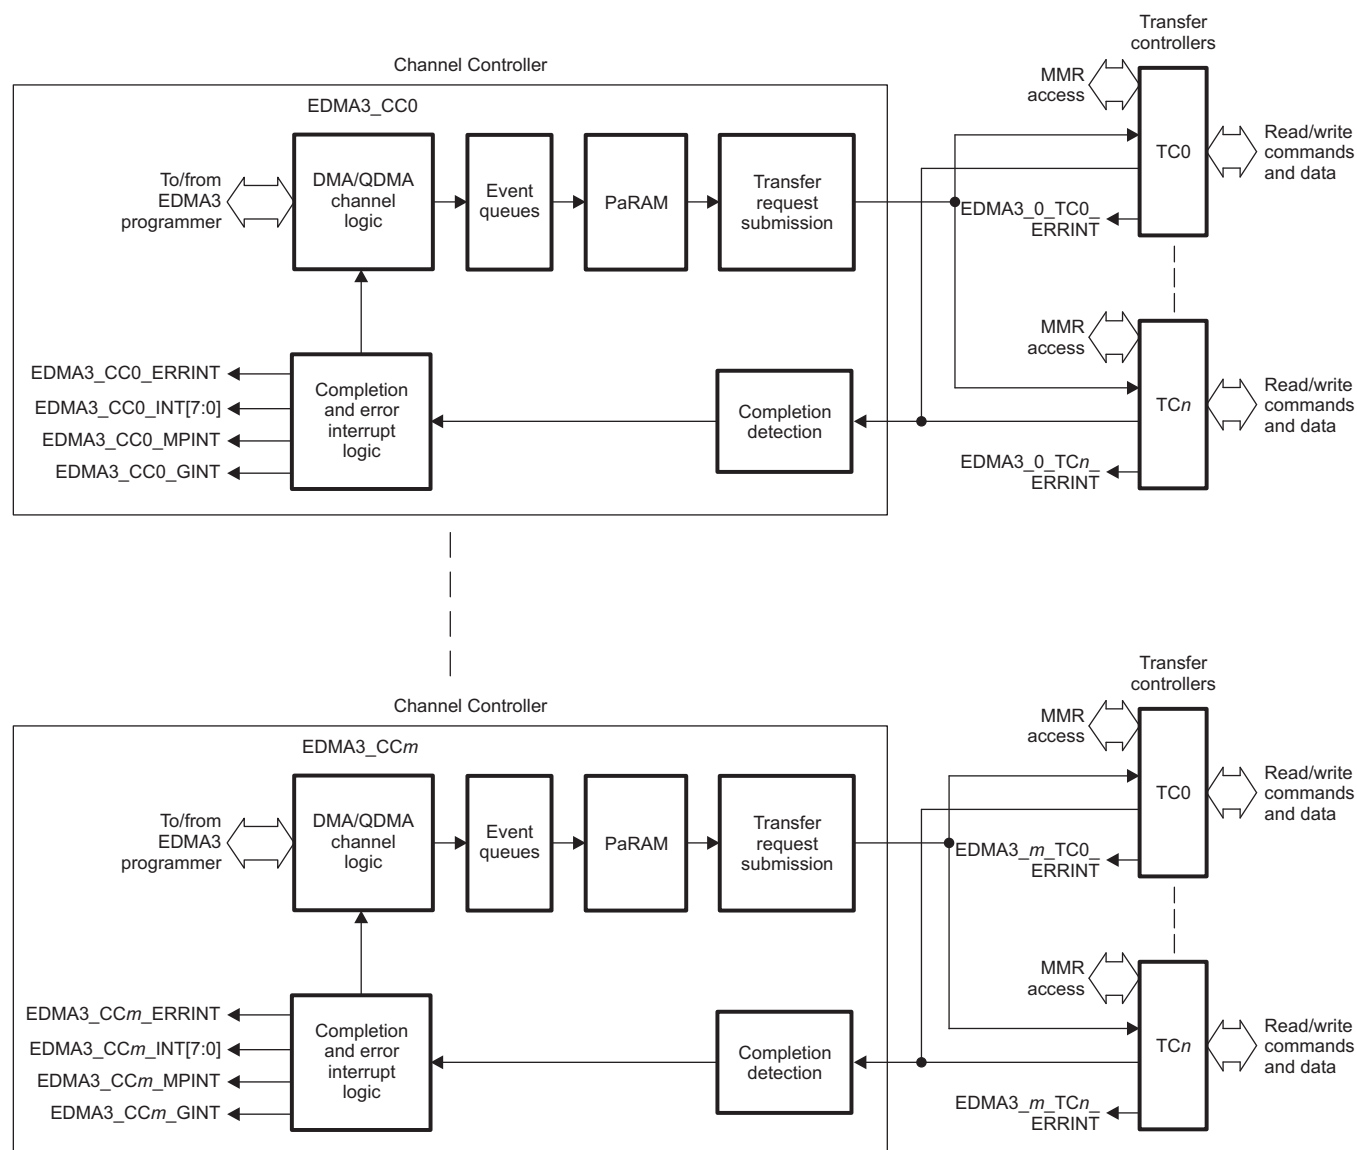 Transfer
controllers
Channel Controller
MMR
access
EDMA3_CC0
To/from
EDMA3
programmer
DMA/QDMA
channel
logic
Event
queues
PaRAM
Transfer
request
submission
TC0
Read/write
commands
and data
EDMA3_0_TC0_
ERRINT
MMR
access
EDMA3_CC0_ERRINT
EDMA3_CC0_INT[7:0]
EDMA3_CC0_MPINT
EDMA3_CC0_GINT
Completion
and error
interrupt
logic
Completion
detection
TCn
Read/write
commands
and data
EDMA3_0_TCn_
ERRINT
Transfer
controllers
Channel Controller
MMR
access
EDMA3_CCm
To/from
EDMA3
programmer
DMA/QDMA
channel
logic
Event
queues
PaRAM
Transfer
request
submission
TC0
Read/write
commands
and data
EDMA3_m_TC0_
ERRINT
MMR
access
EDMA3_CCm_ERRINT
EDMA3_CCm_INT[7:0]
EDMA3_CCm_MPINT
EDMA3_CCm_GINT
Completion
and error
interrupt
logic
Completion
detection
TCn
Read/write
commands
and data
EDMA3_m_TCn_
ERRINT